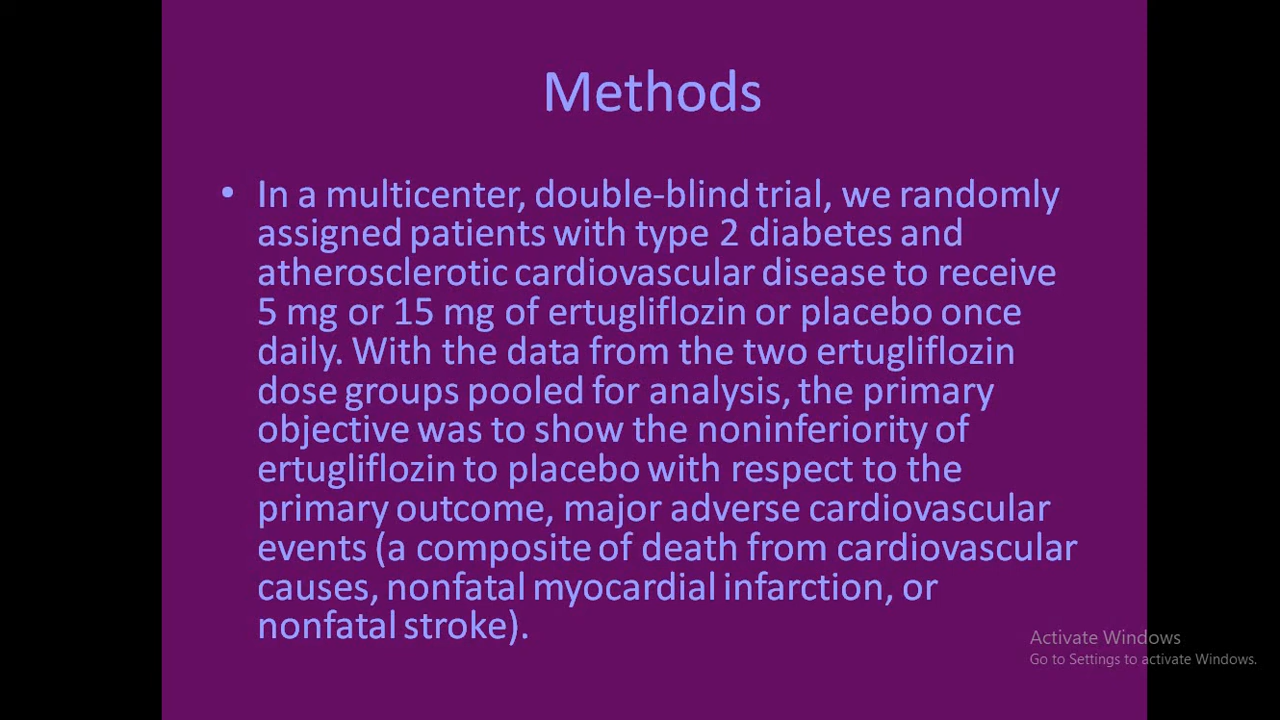 Methods
• In a multicenter, double-blind trial, we randomly
assigned patients with type 2 diabetes and
atherosclerotic cardiovascular disease to receive
5 mg or 15 mg of ertugliflozin or placebo once
daily. With the data from the two ertugliflozin
dose groups pooled for analysis, the primary
objective was to show the noninferiority of
ertugliflozin to placebo with respect to the
primary outcome, major adverse cardiovascular
events (a composite of death from cardiovascular
causes, nonfatal myocardial infarction, or
nonfatal stroke).
Activate Windows
Go to Settings to activate Windows.